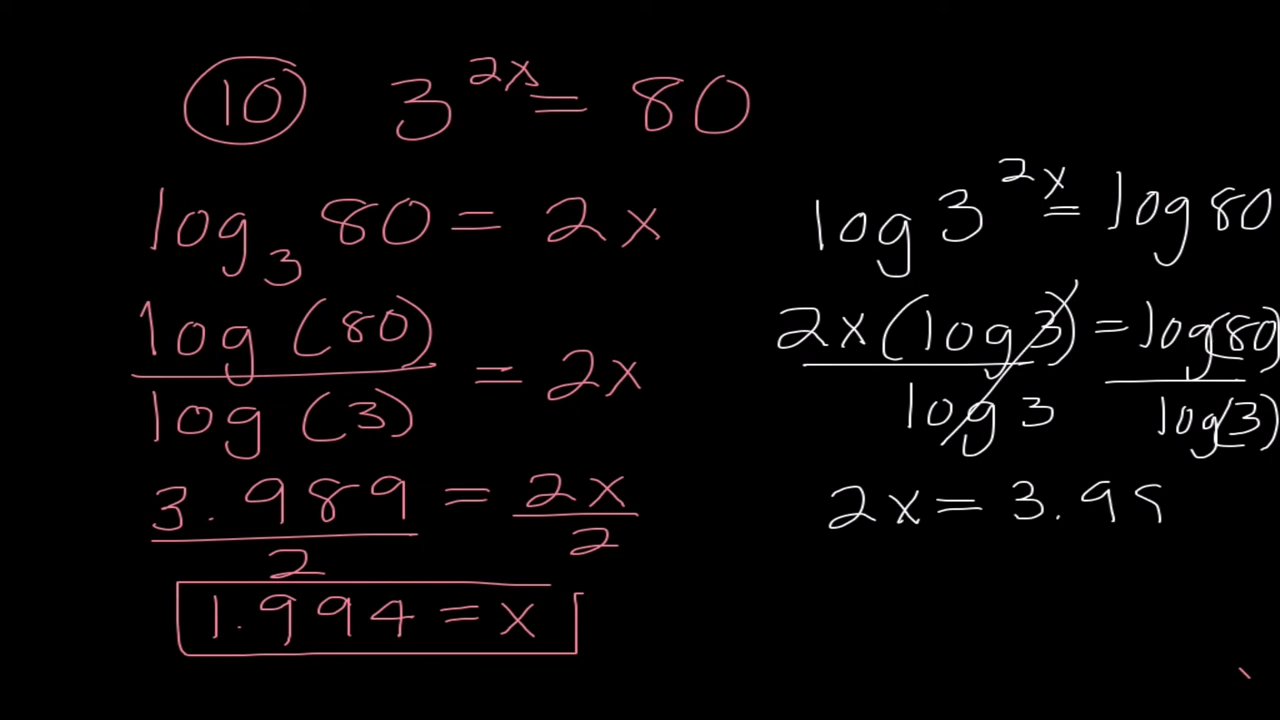 10 3^{2x} = 80
log_3 80 = 2x
log (80) / log (3) = 2x
3.989 / 2 = 2x / 2
1.994 = x
log 3^{2x} = log 80
2x (log 3) / log 3 = log(80) / log(3)
2x = 3.99